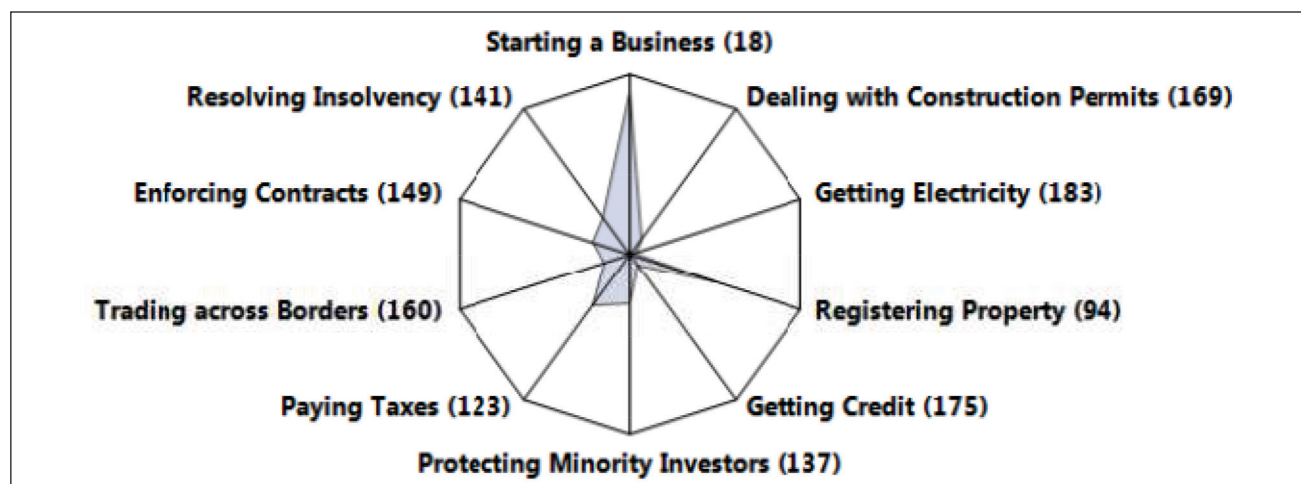 Starting a Business (18)
Resolving Insolvency (141)
Dealing with Construction Permits (169)
Enforcing Contracts (149)
Getting Electricity (183)
Trading across Borders (160)
Registering Property (94)
Paying Taxes (123)
Getting Credit (175)
Protecting Minority Investors (137)